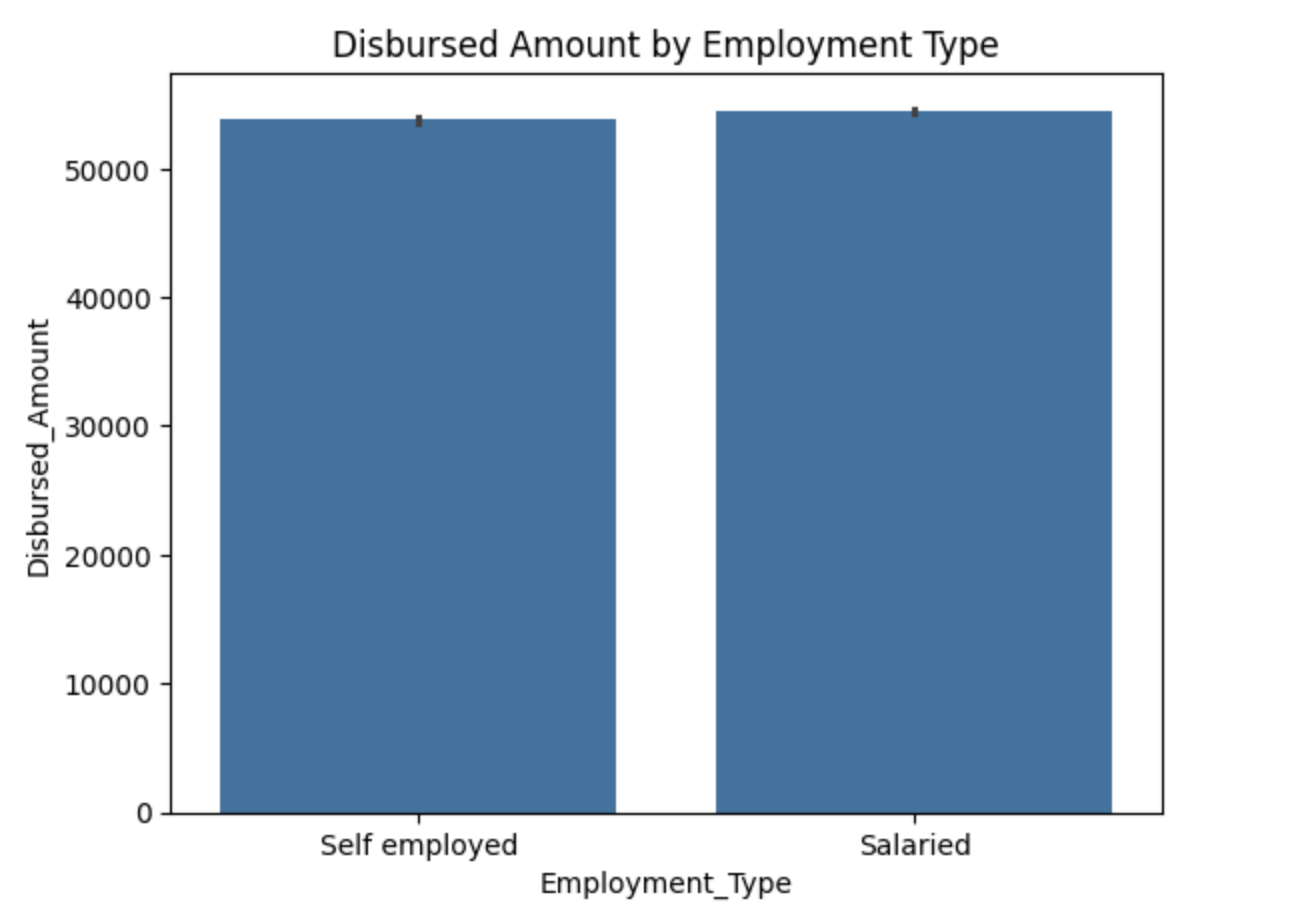 Disbursed Amount by Employment Type
Disbursed_Amount
50000
40000
30000
20000
10000
0
Self employed
Salaried
Employment_Type